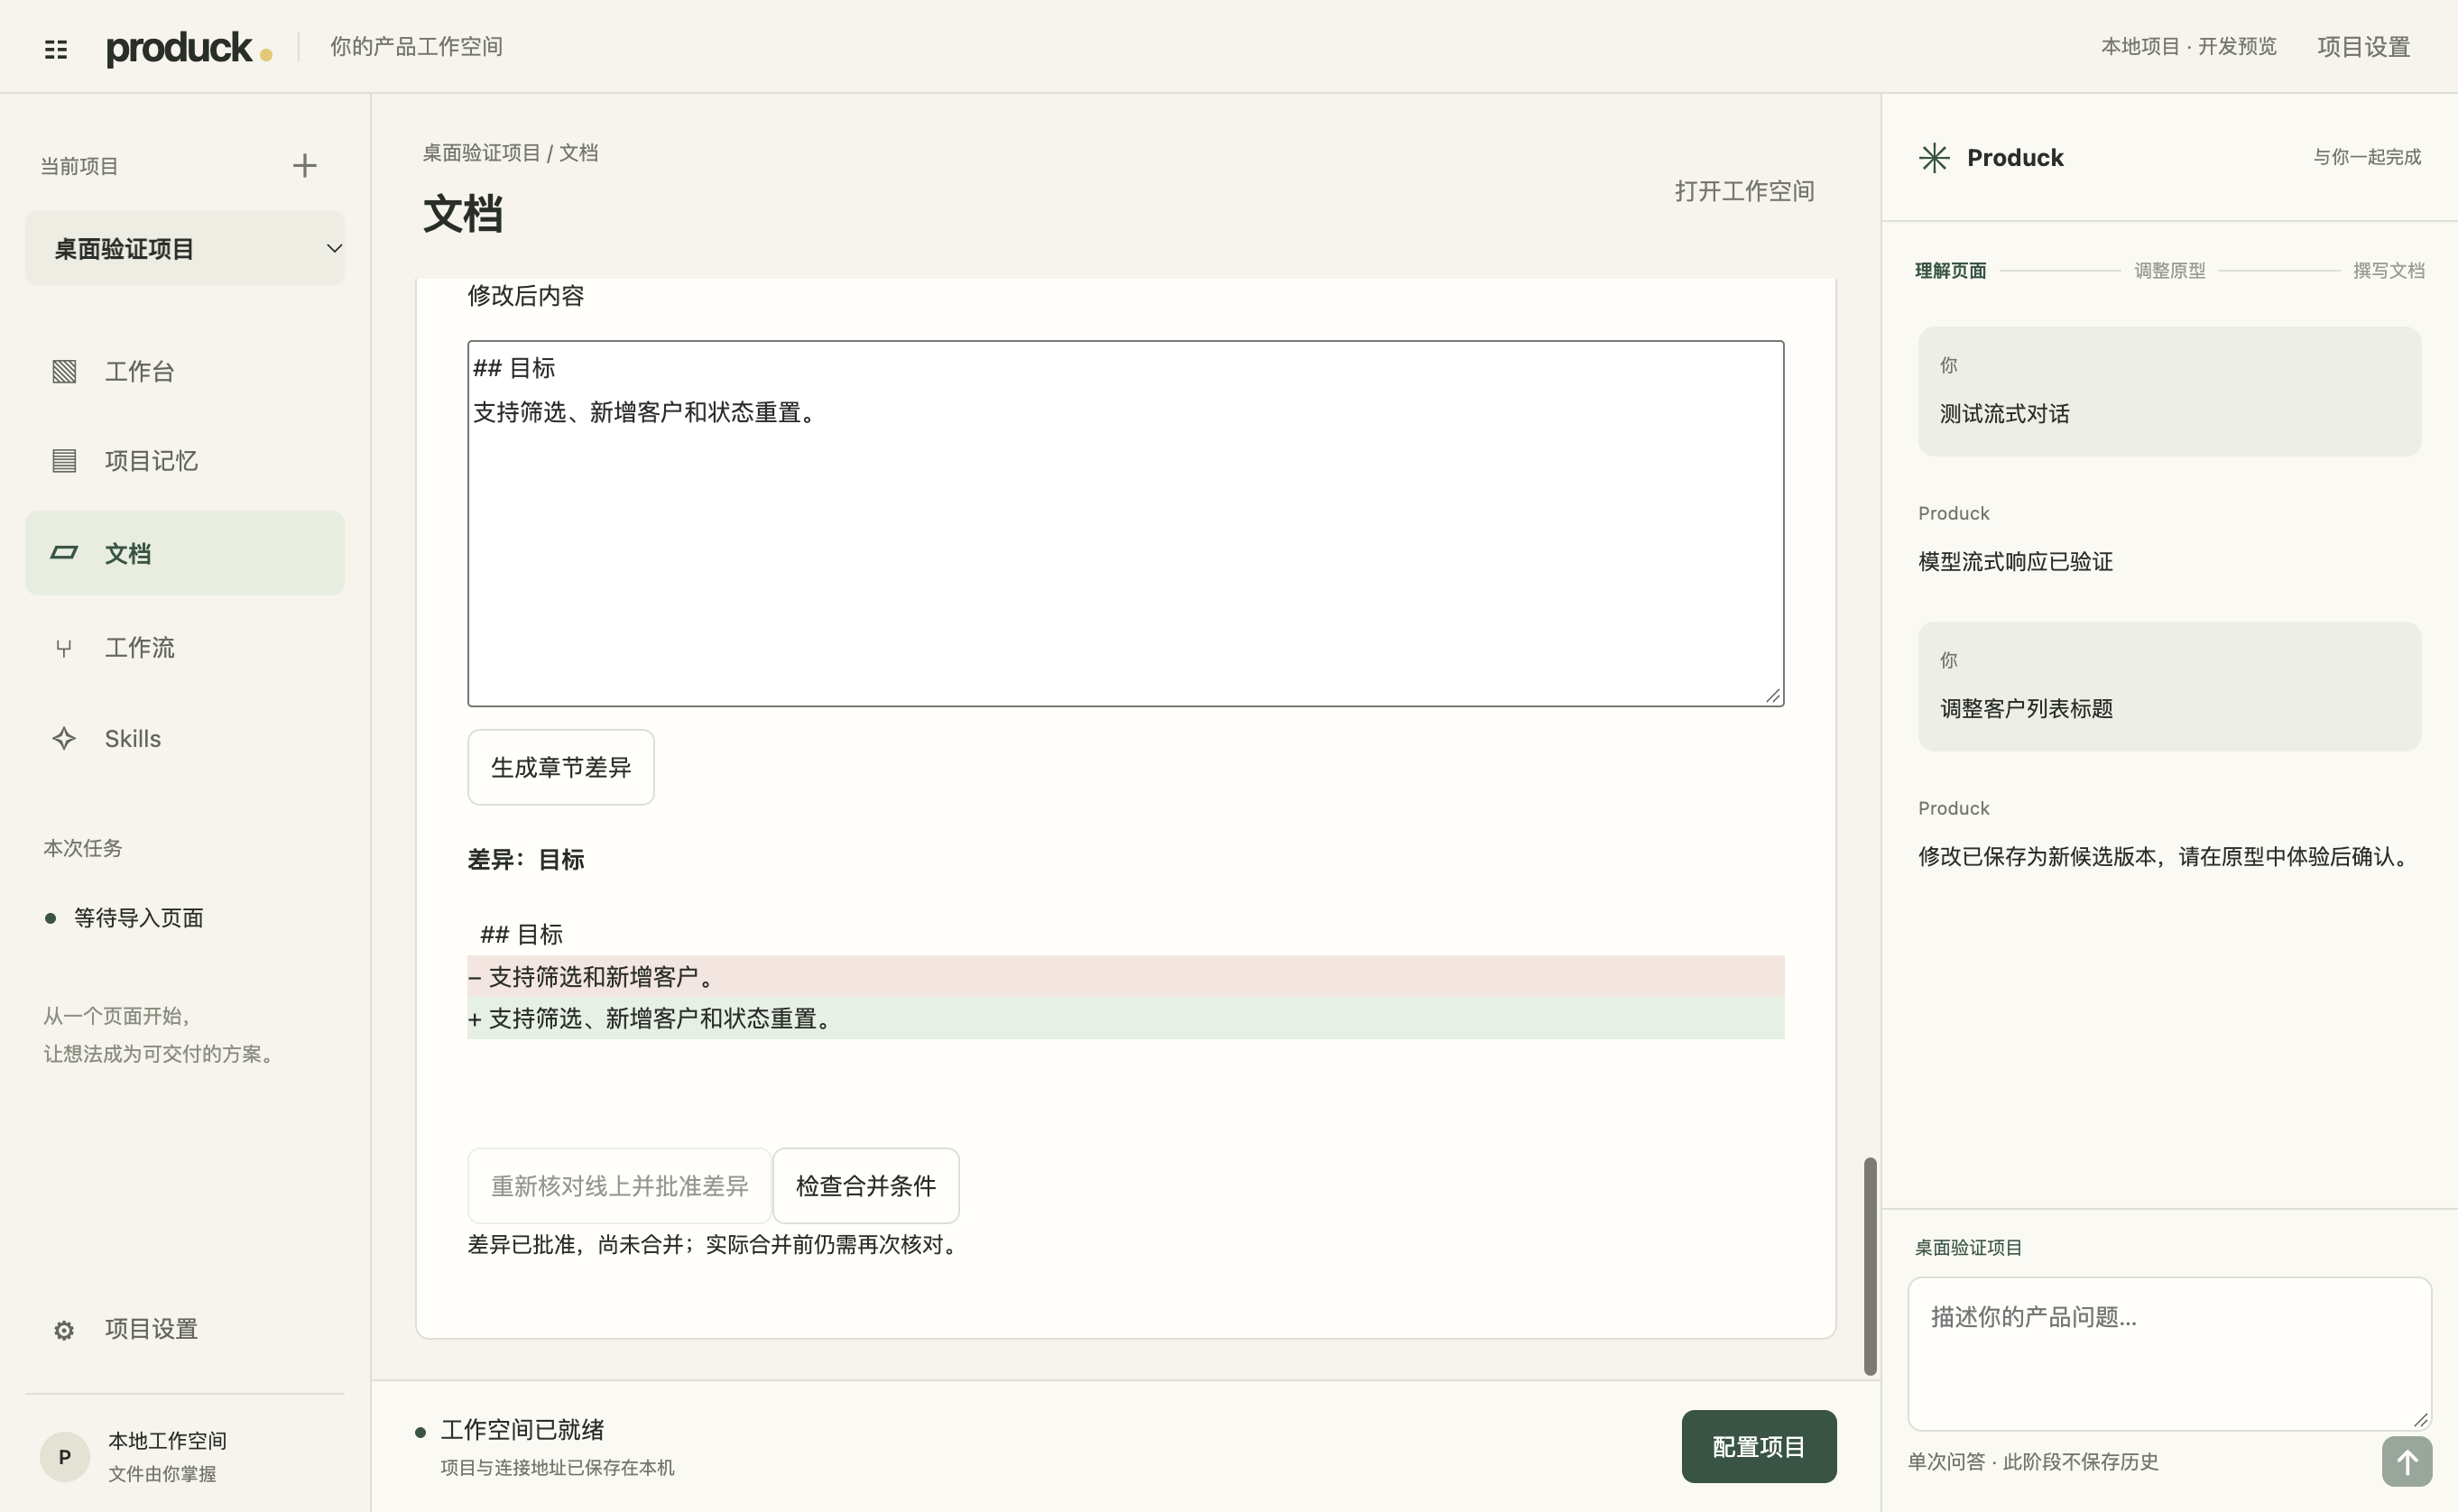 produck
你的产品工作空间
本地项目 · 开发预览
项目设置
当前项目
桌面验证项目
工作台
项目记忆
文档
工作流
Skills
本次任务
等待导入页面
从一个页面开始，
让想法成为可交付的方案。
项目设置
P
本地工作空间
文件由你掌握
桌面验证项目 / 文档
文档
打开工作空间
修改后内容
## 目标
支持筛选、新增客户和状态重置。
生成章节差异
差异：目标
## 目标
− 支持筛选和新增客户。
+ 支持筛选、新增客户和状态重置。
重新核对线上并批准差异
检查合并条件
差异已批准，尚未合并；实际合并前仍需再次核对。
工作空间已就绪
项目与连接地址已保存在本机
配置项目
Produck
与你一起完成
理解页面
调整原型
撰写文档
你
测试流式对话
Produck
模型流式响应已验证
你
调整客户列表标题
Produck
修改已保存为新候选版本，请在原型中体验后确认。
桌面验证项目
描述你的产品问题...
单次问答 · 此阶段不保存历史